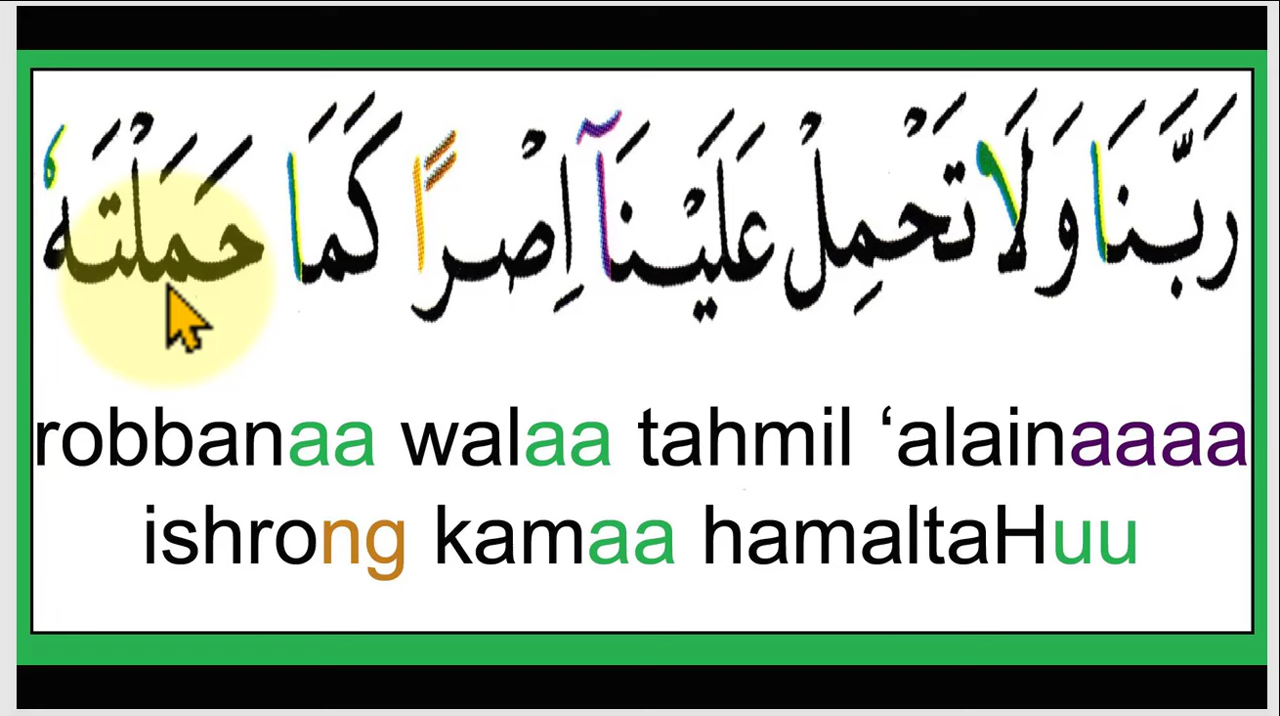 رَبَّنَا وَلَا تَحْمِلْ عَلَيْنَآ اِصْرًا كَمَا حَمَلْتَهٗ
robbanaa walaa tahmil ‘alainaaaa
ishrong kamaa hamaltaHuu